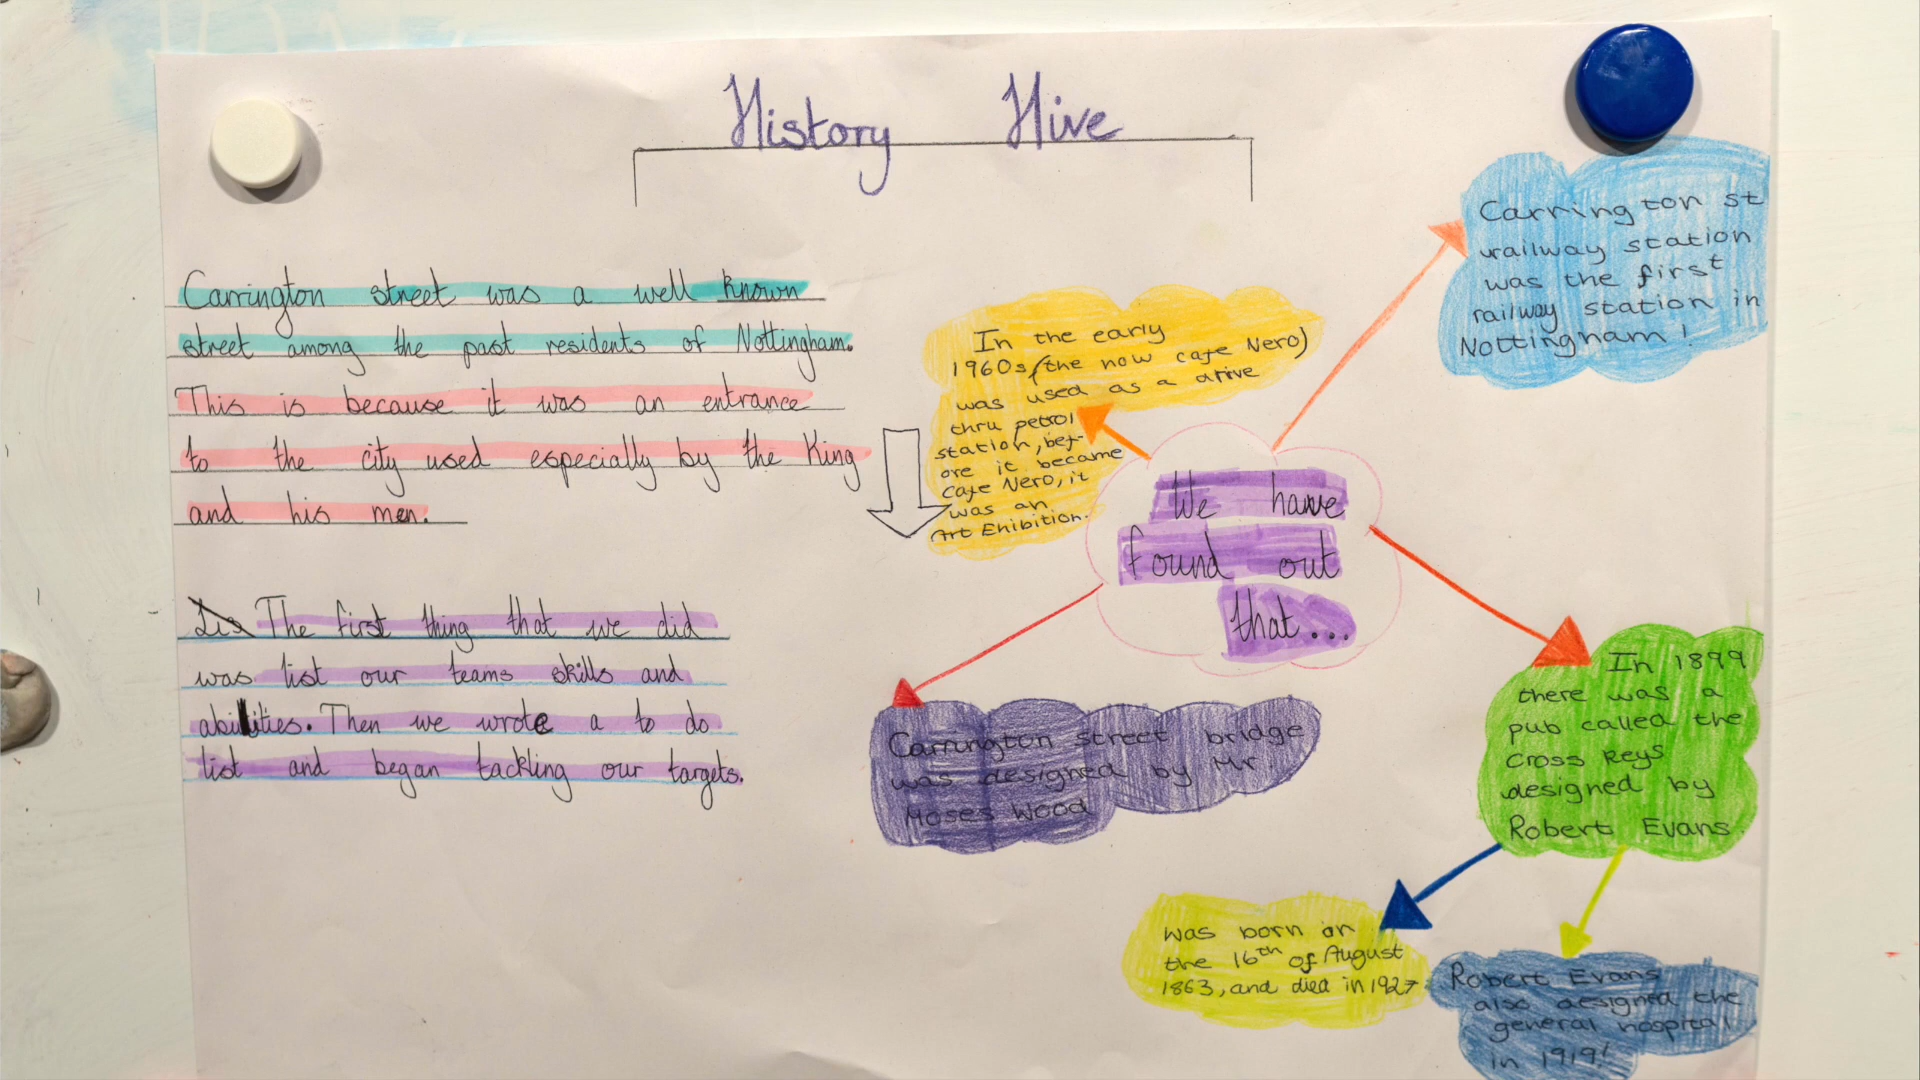 History Hive
Carrington street was a well known
street among the past residents of Nottingham.
This is because it was an entrance
to the city used especially by the King
and his men.
The first thing that we did
was list our teams skills and
abilities. Then we wrote a to do
list and began tackling our targets.
We have
found out
that...
In the early
1960s, (the now cafe Nero)
was used as a drive
thru petrol
station, bef-
ore it became
Cafe Nero, it
was an
Art Enibition.
Carrington st
railway station
was the first
railway station in
Nottingham!
Carrington street bridge
was designed by Mr.
Moses Wood
In 1899
there was a
pub called the
Cross Keys
designed by
Robert Evans
was born on
the 16th of August
1863, and died in 1927
Robert Evans
also designed the
general hospital
in 1919!